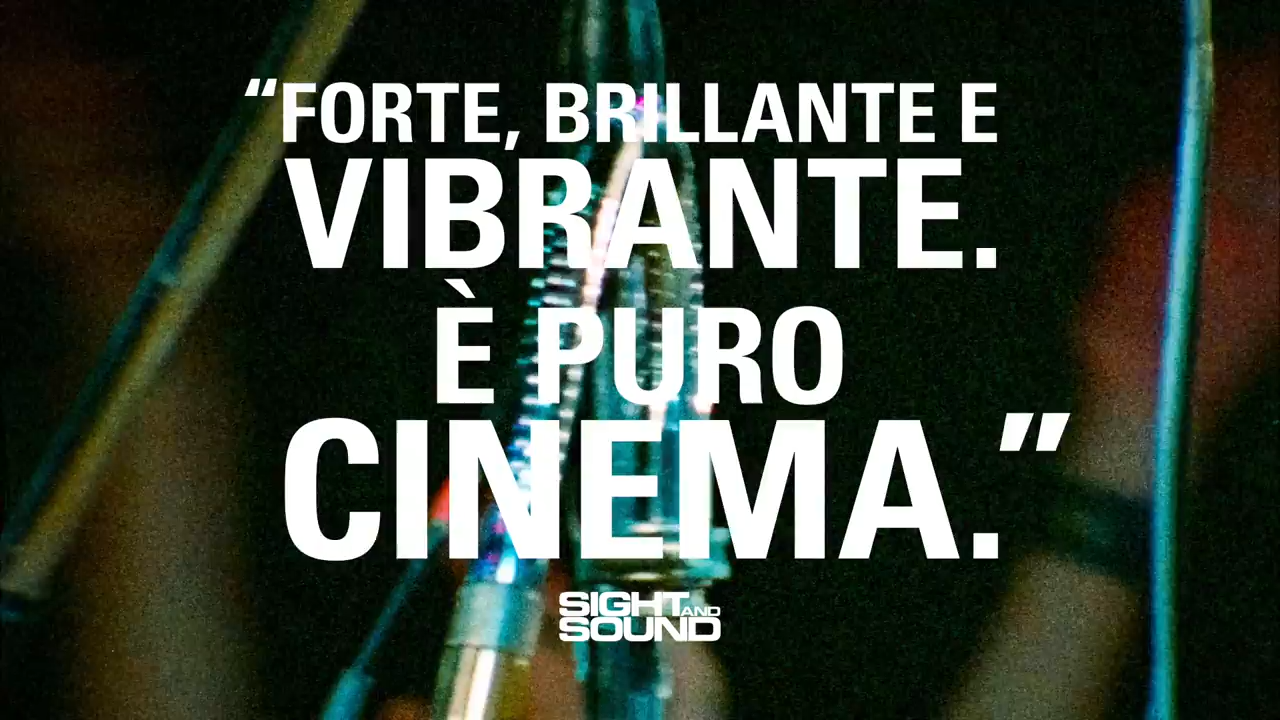 “FORTE, BRILLANTE E
VIBRANTE.
È PURO
CINEMA.”
SIGHT AND
SOUND